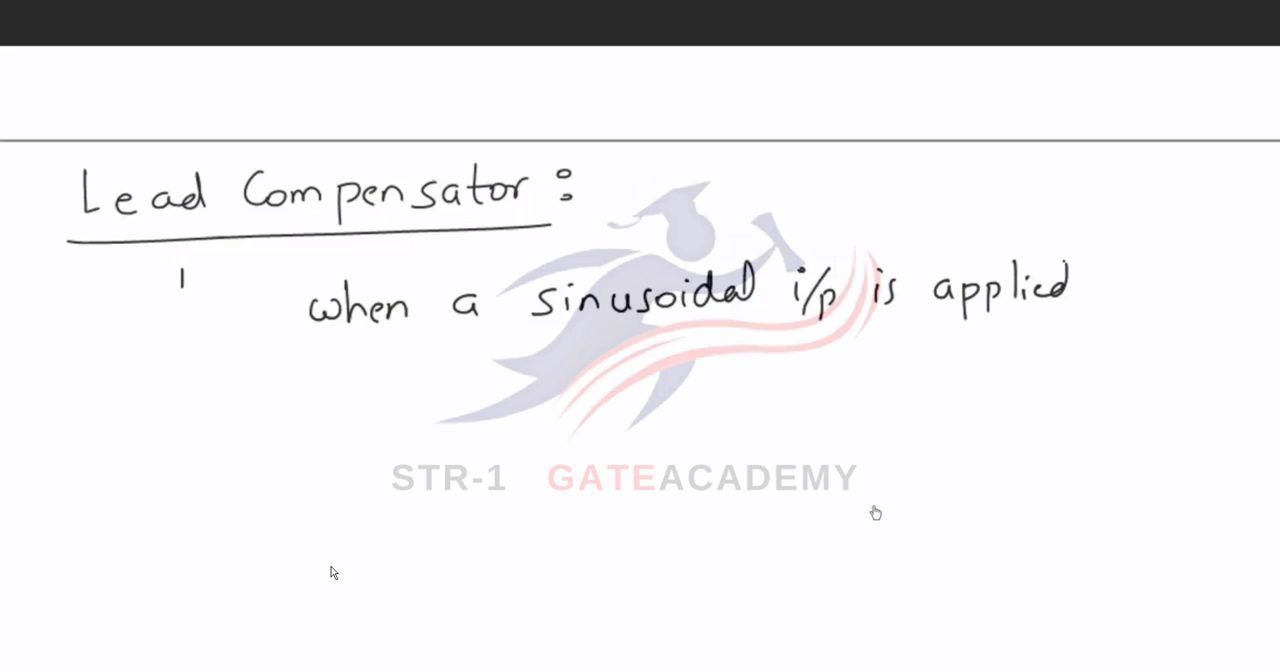 Lead Compensator :
when a sinusoidal i/p is applied
STR-1 GATEACADEMY